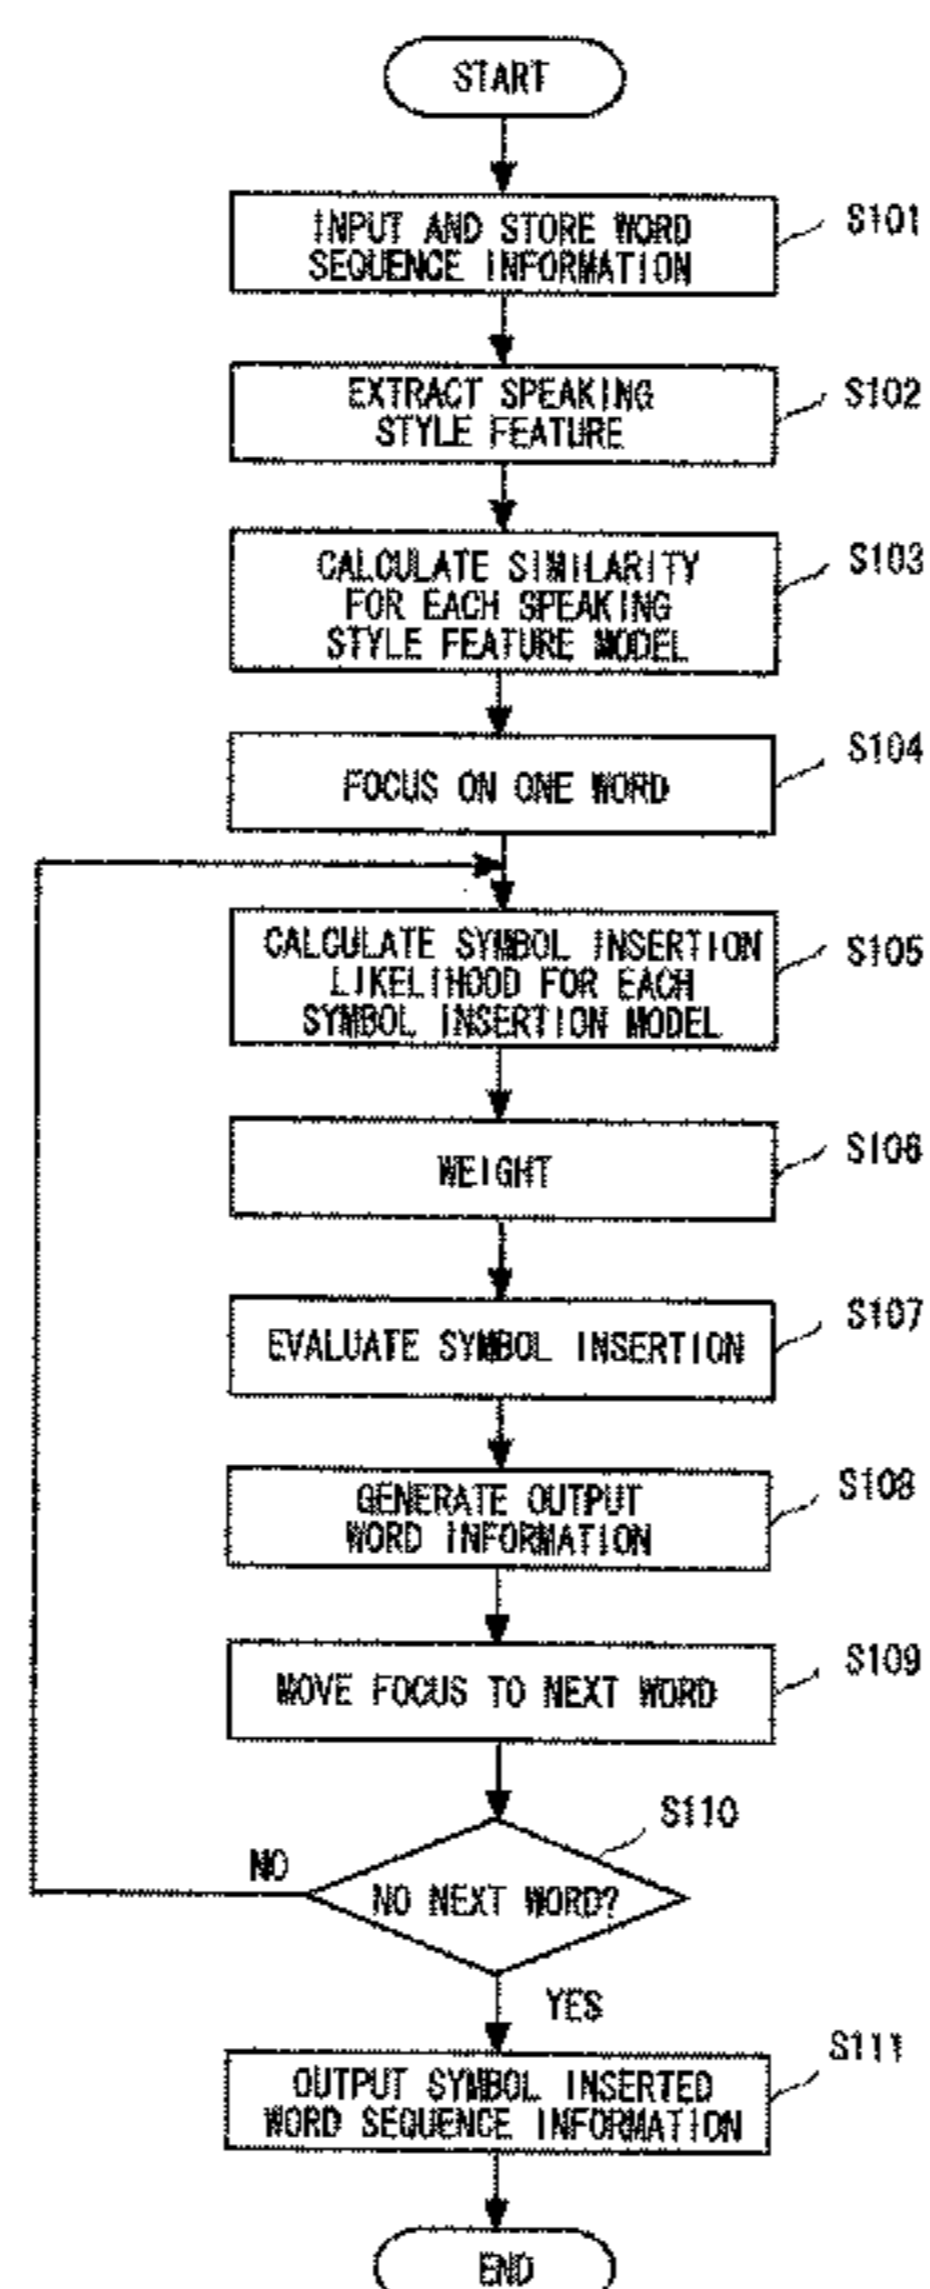 START
INPUT AND STORE WORD
SEQUENCE INFORMATION
S101
EXTRACT SPEAKING
STYLE FEATURE
S102
CALCULATE SIMILARITY
FOR EACH SPEAKING
STYLE FEATURE MODEL
S103
FOCUS ON ONE WORD
S104
CALCULATE SYMBOL INSERTION
LIKELIHOOD FOR EACH
SYMBOL INSERTION MODEL
S105
WEIGHT
S106
EVALUATE SYMBOL INSERTION
S107
GENERATE OUTPUT
WORD INFORMATION
S108
MOVE FOCUS TO NEXT WORD
S109
S110
NO
NO NEXT WORD?
YES
OUTPUT SYMBOL INSERTED
WORD SEQUENCE INFORMATION
S111
END